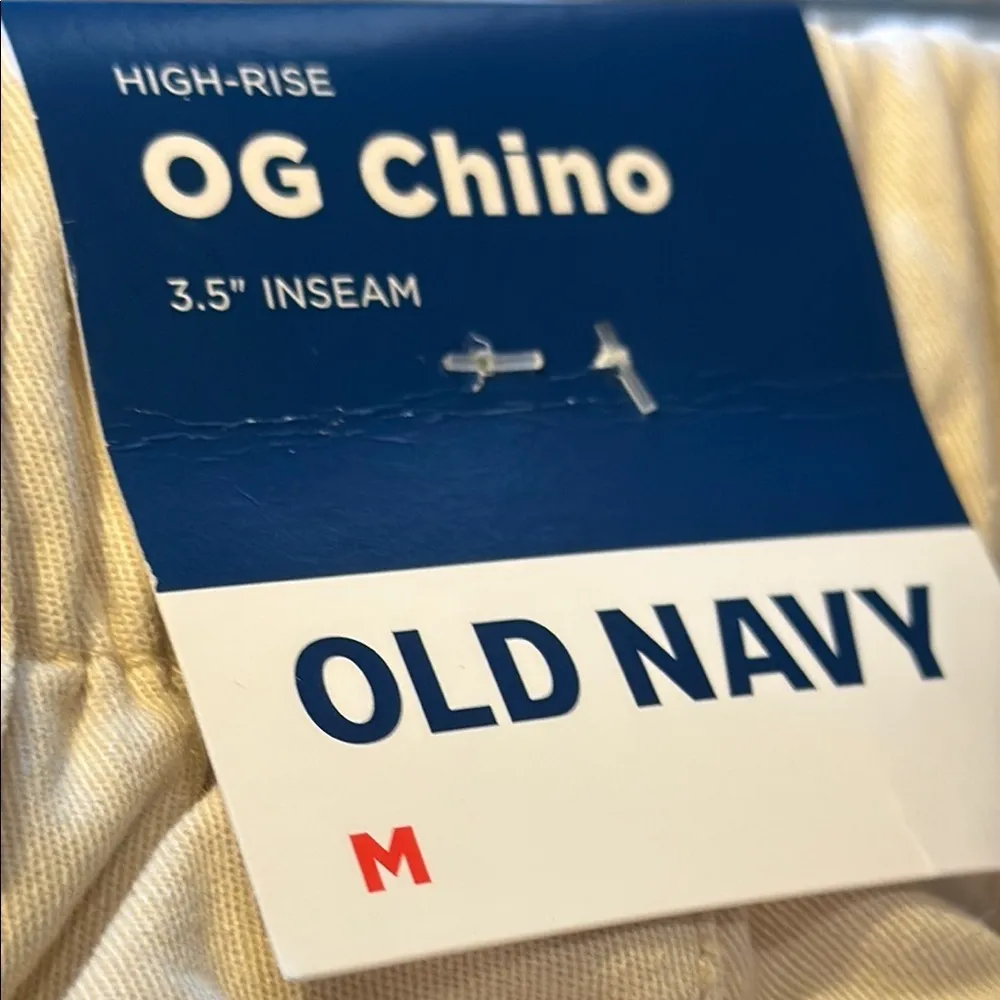 HIGH-RISE
OG Chino
3.5" INSEAM
OLD NAVY
M